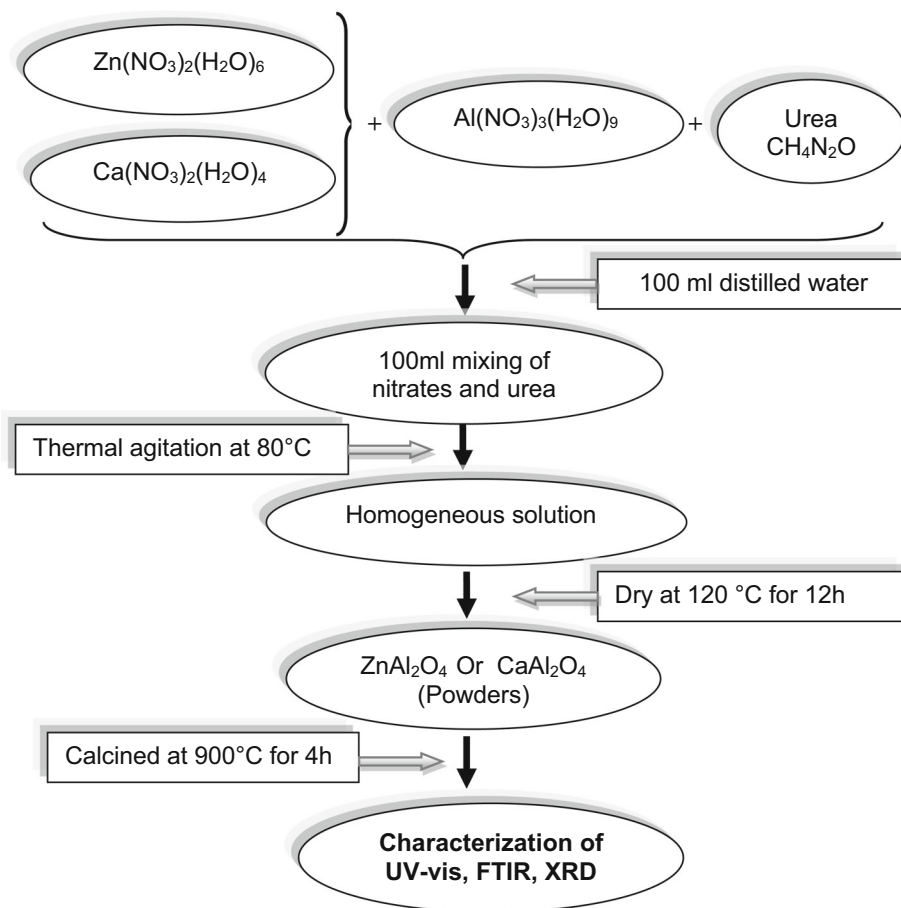 Zn(NO₃)₂(H₂O)₆
Ca(NO₃)₂(H₂O)₄
+
Al(NO₃)₃(H₂O)₉
+
Urea
CH₄N₂O
100 ml distilled water
100ml mixing of
nitrates and urea
Thermal agitation at 80°C
Homogeneous solution
Dry at 120 °C for 12h
ZnAl₂O₄ Or CaAl₂O₄
(Powders)
Calcined at 900°C for 4h
Characterization of
UV-vis, FTIR, XRD